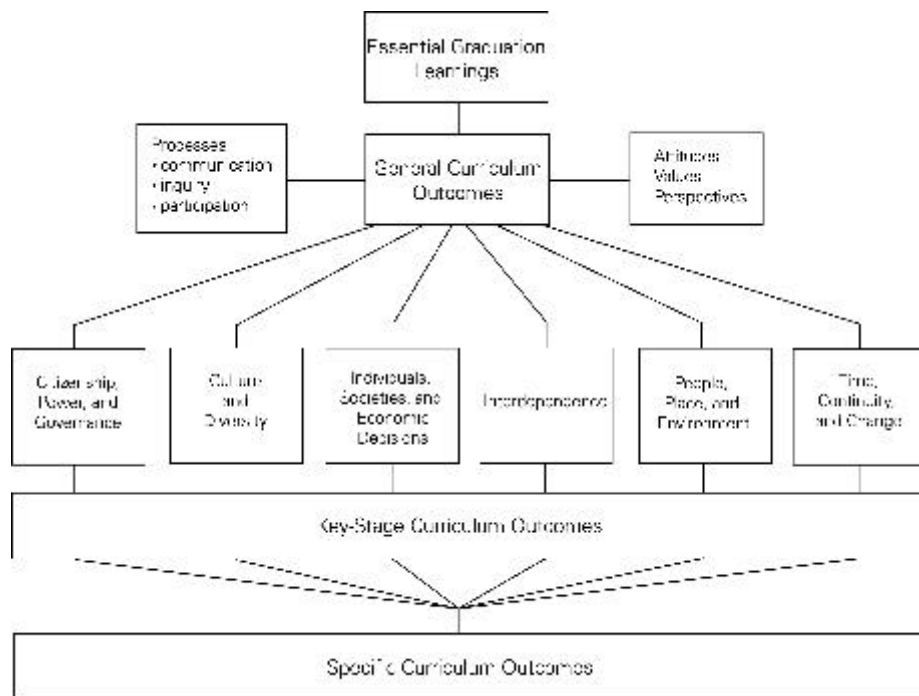 Essential Graduation
Learnings
Processes
• communication
• inquiry
• participation
General Curriculum
Outcomes
Attitudes
Values
Perspectives
Citizenship,
Power, and
Governance
Culture
and
Diversity
Individuals,
Societies, and
Economic
Decisions
Interdependence
People,
Place, and
Environment
Time,
Continuity,
and Change
Key-Stage Curriculum Outcomes
Specific Curriculum Outcomes